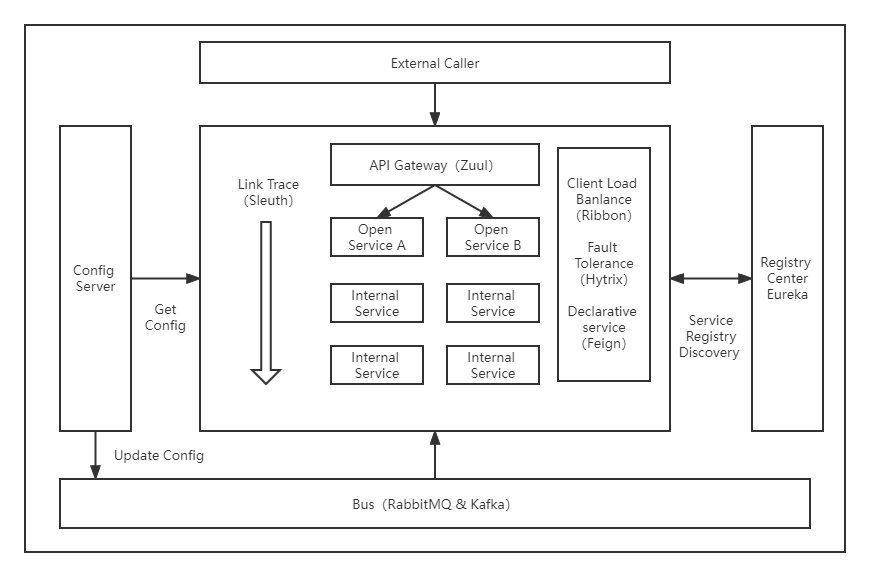 External Caller
API Gateway（Zuul）
Link Trace
（Sleuth）
Open
Service A
Open
Service B
Internal
Service
Internal
Service
Internal
Service
Internal
Service
Client Load
Banlance
(Ribbon)
Fault
Tolerance
(Hytrix)
Declarative
service
(Feign)
Config
Server
Get
Config
Registry
Center
Eureka
Service
Registry
Discovery
Update Config
Bus（RabbitMQ & Kafka）